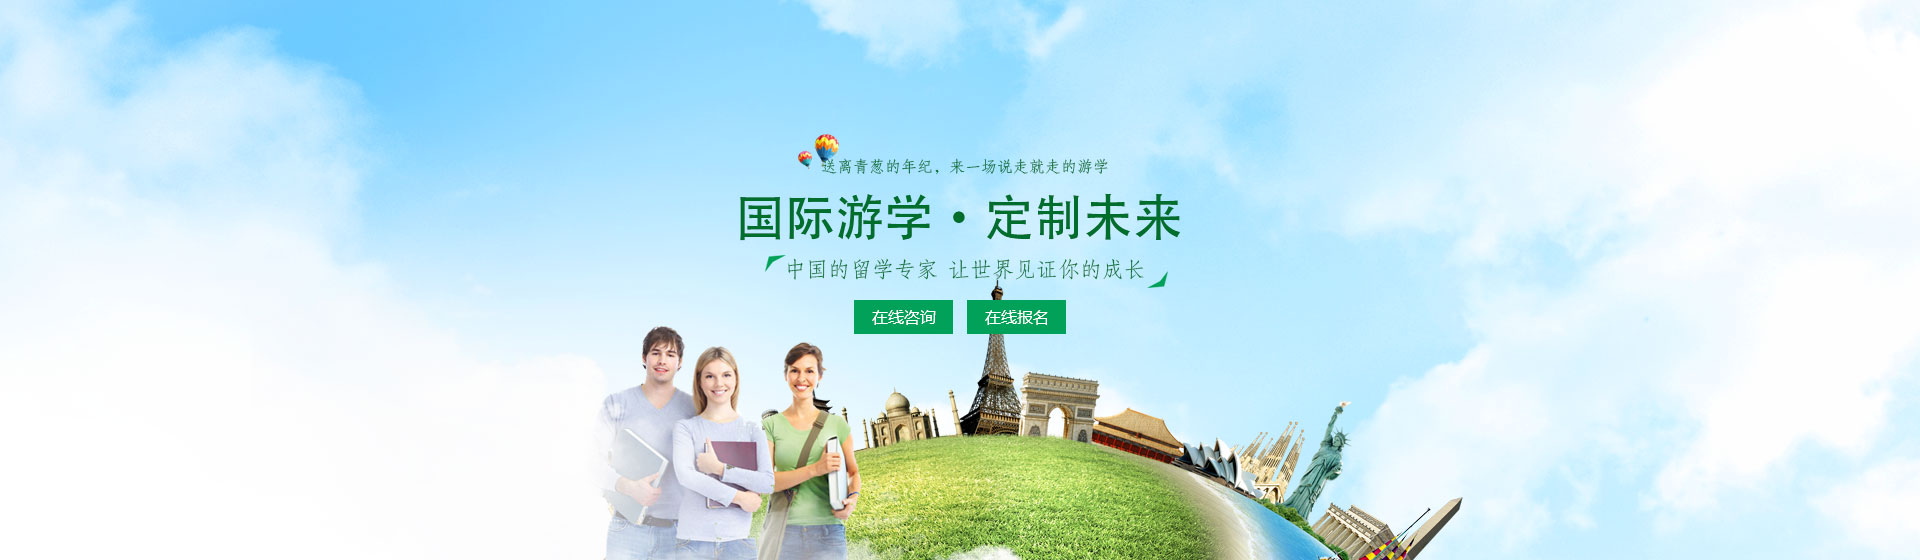 送离青葱的年纪，来一场说走就走的游学
国际游学·定制未来
中国的留学专家 让世界见证你的成长
在线咨询 在线报名